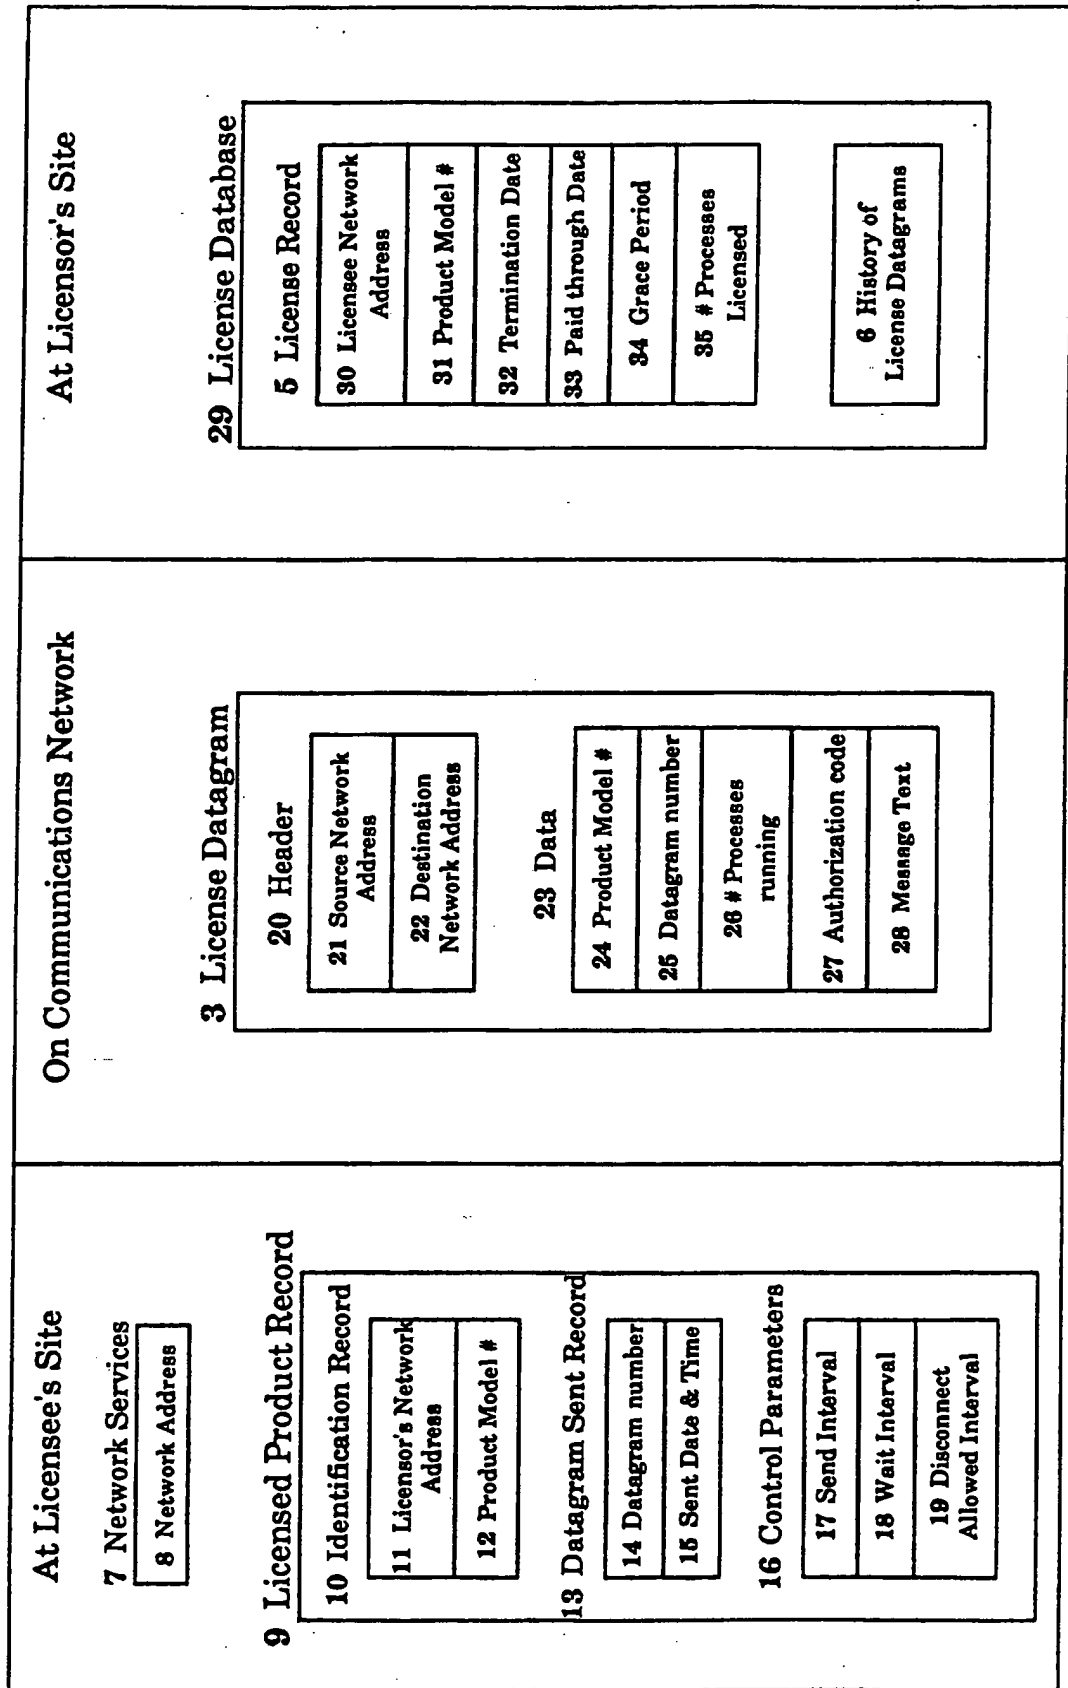 At Licensee's Site
7 Network Services
8 Network Address
9 Licensed Product Record
10 Identification Record
11 Licensor's Network
Address
12 Product Model #
13 Datagram Sent Record
14 Datagram number
15 Sent Date & Time
16 Control Parameters
17 Send Interval
18 Wait Interval
19 Disconnect
Allowed Interval
On Communications Network
3 License Datagram
20 Header
21 Source Network
Address
22 Destination
Network Address
23 Data
24 Product Model #
25 Datagram number
26 # Processes
running
27 Authorization code
28 Message Text
At Licensor's Site
29 License Database
5 License Record
30 Licensee Network
Address
31 Product Model #
32 Termination Date
33 Paid through Date
34 Grace Period
35 # Processes
Licensed
6 History of
License Datagrams